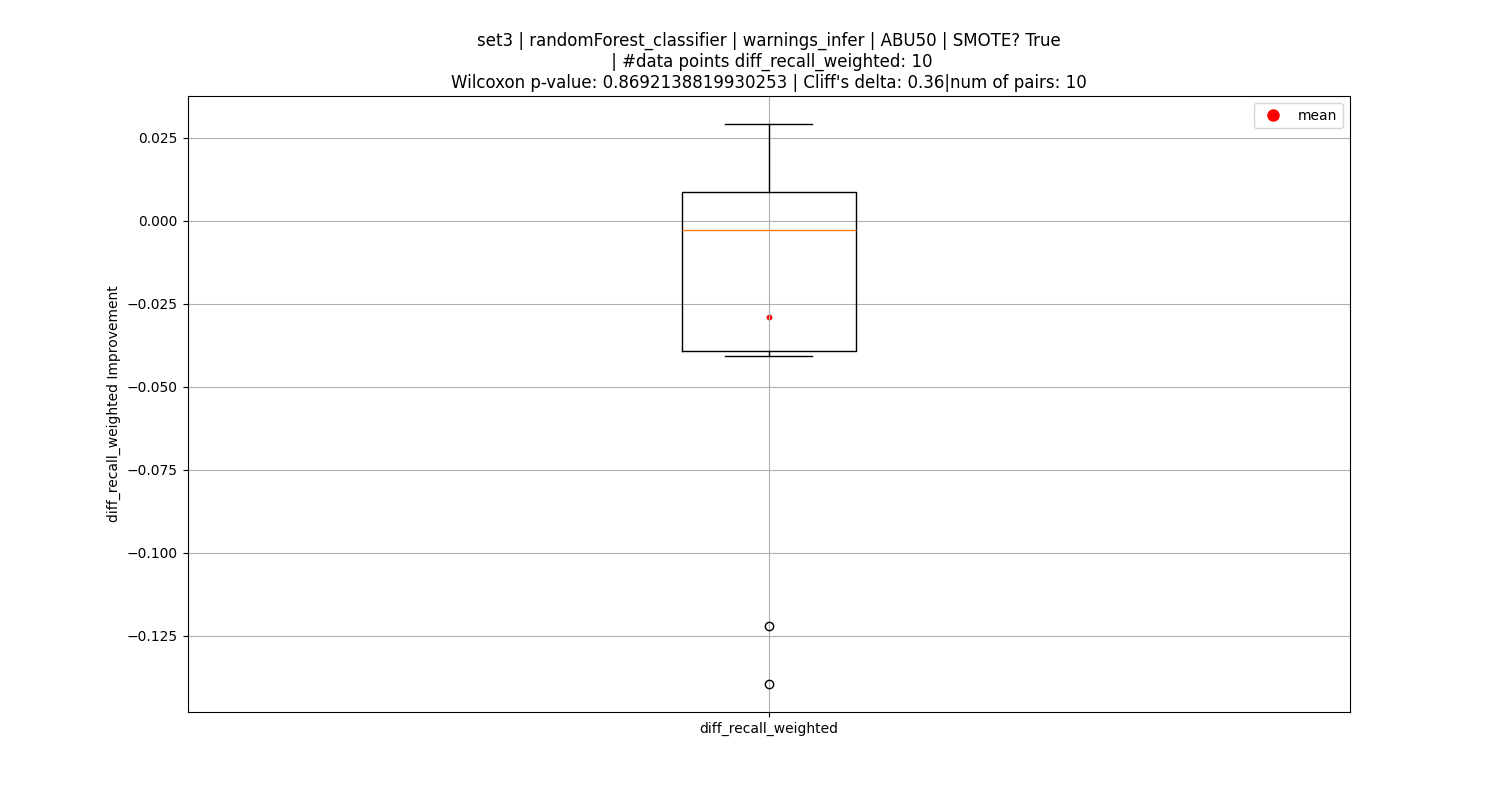 set3 | randomForest_classifier | warnings_infer | ABU50 | SMOTE? True
| #data points diff_recall_weighted: 10
Wilcoxon p-value: 0.8692138819930253 | Cliff's delta: 0.36|num of pairs: 10
mean
0.025
0.000
−0.025
−0.050
−0.075
−0.100
−0.125
diff_recall_weighted Improvement
diff_recall_weighted